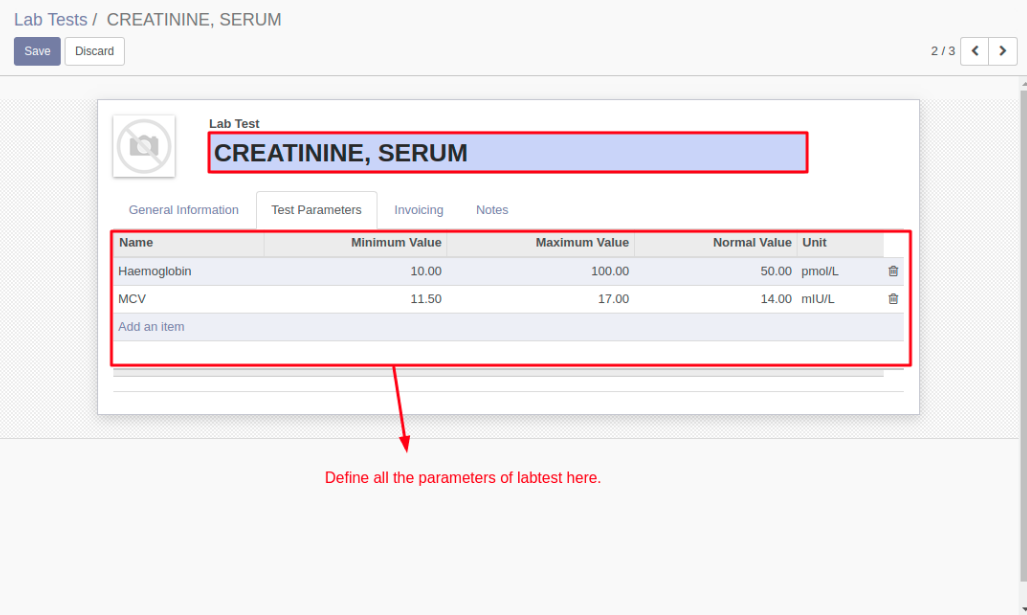 Lab Tests / CREATININE, SERUM
Save Discard 2 / 3
Lab Test
CREATININE, SERUM
General Information Test Parameters Invoicing Notes
Name Minimum Value Maximum Value Normal Value Unit
Haemoglobin 10.00 100.00 50.00 pmol/L
MCV 11.50 17.00 14.00 mIU/L
Add an item
Define all the parameters of labtest here.